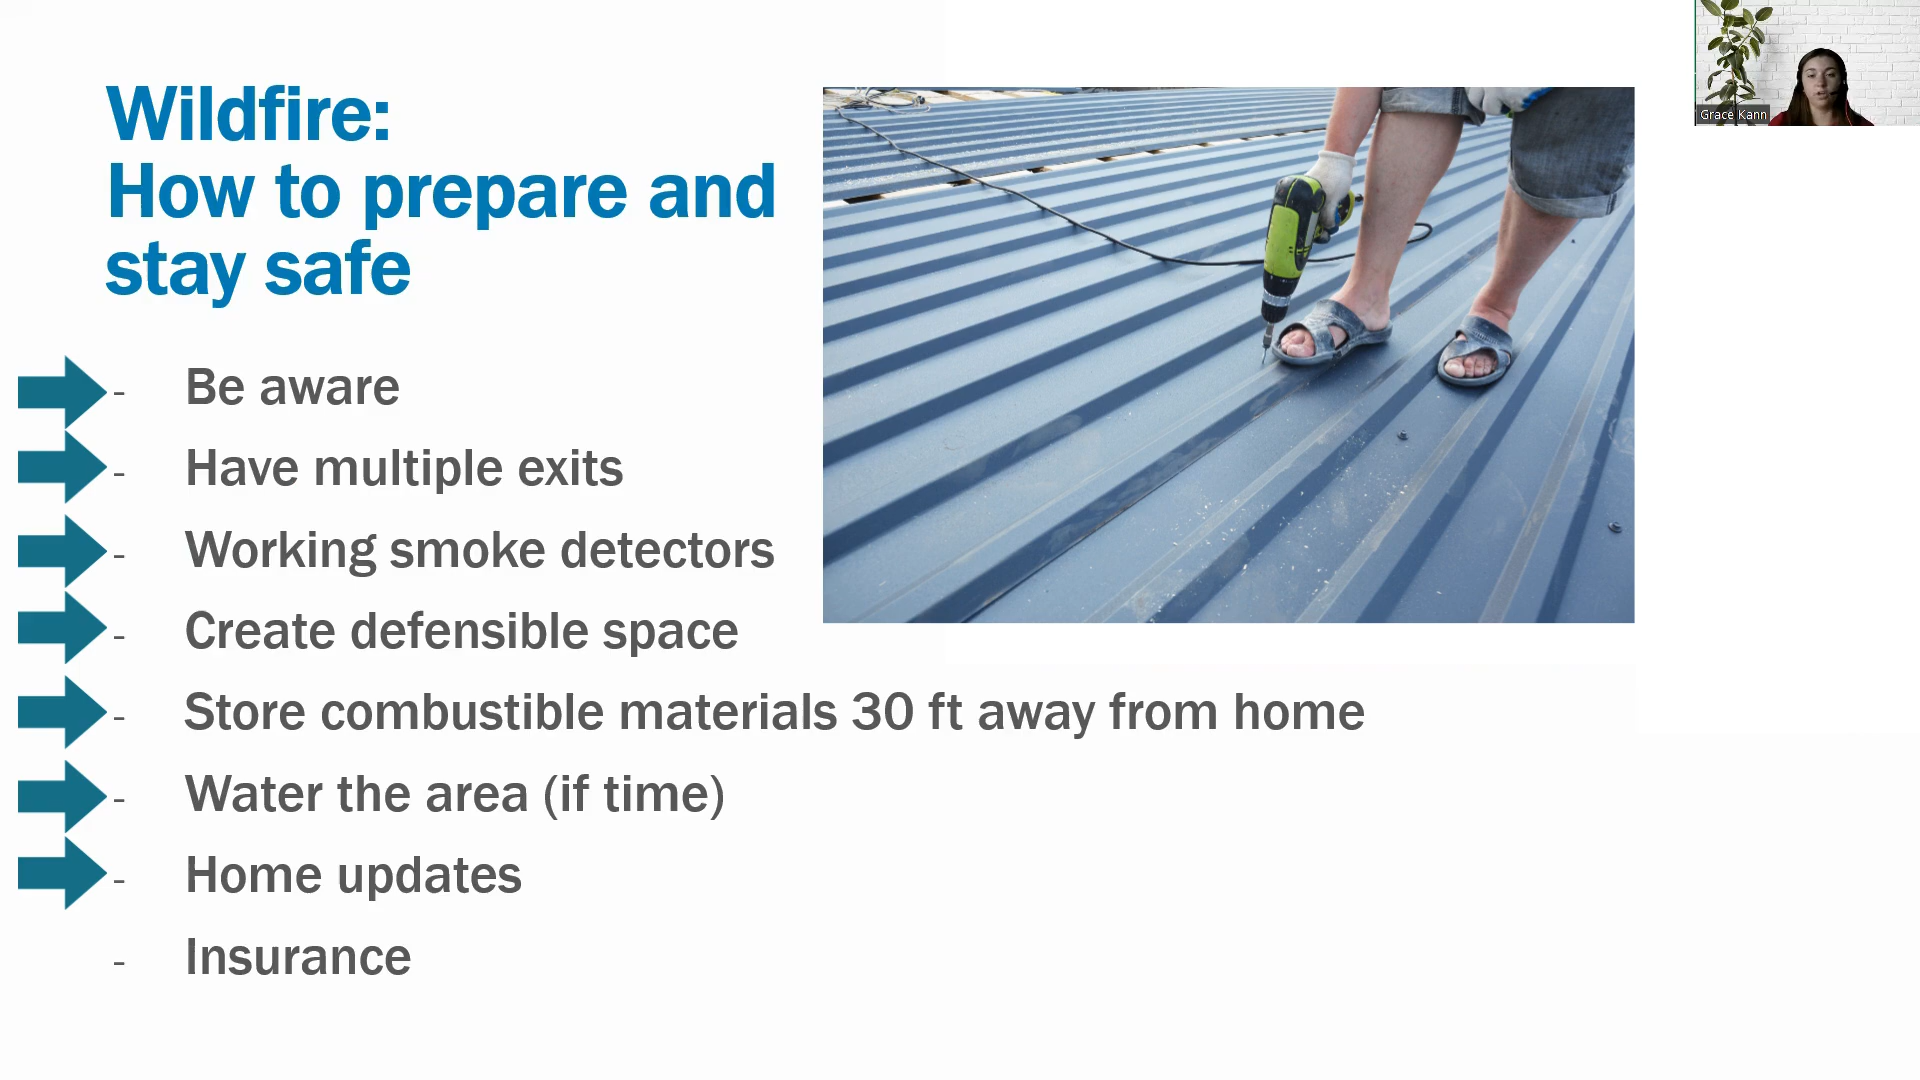 Wildfire:
How to prepare and
stay safe
- Be aware
- Have multiple exits
- Working smoke detectors
- Create defensible space
- Store combustible materials 30 ft away from home
- Water the area (if time)
- Home updates
- Insurance
Grace Kann